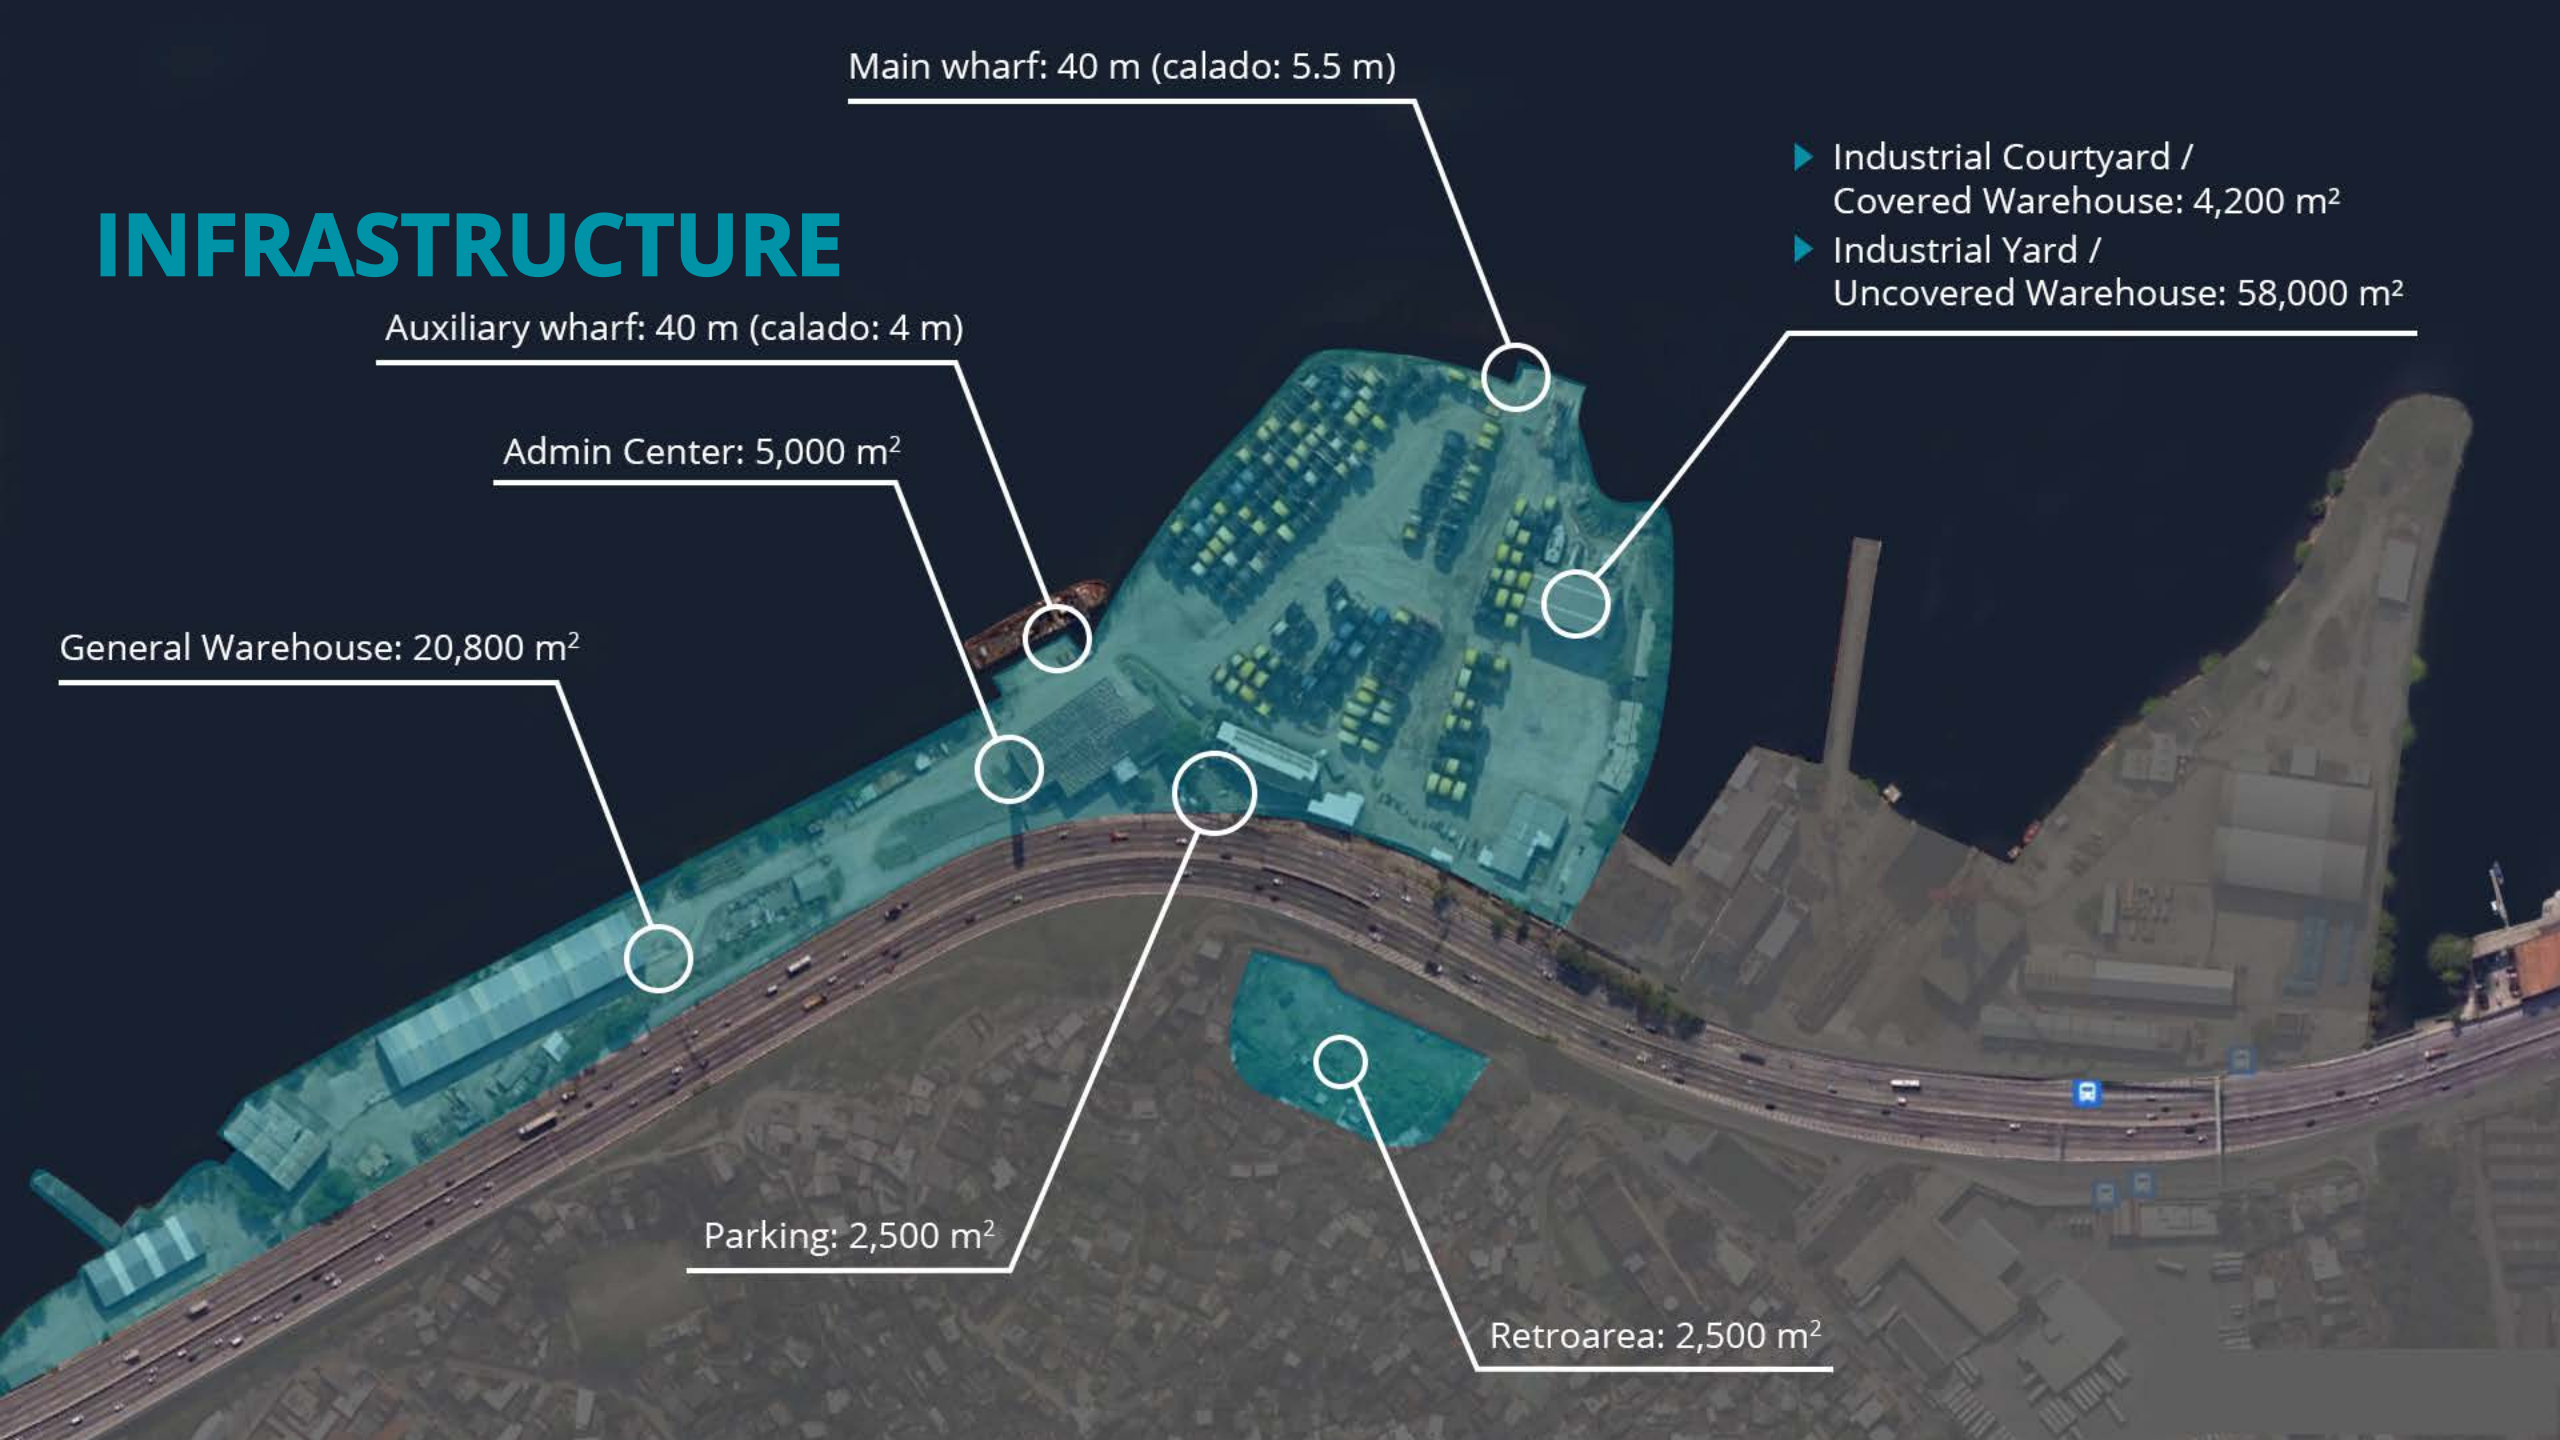 Main wharf: 40 m (calado: 5.5 m)
Industrial Courtyard /
Covered Warehouse: 4,200 m²
Industrial Yard /
Uncovered Warehouse: 58,000 m²
INFRASTRUCTURE
Auxiliary wharf: 40 m (calado: 4 m)
Admin Center: 5,000 m²
General Warehouse: 20,800 m²
Parking: 2,500 m²
Retroarea: 2,500 m²